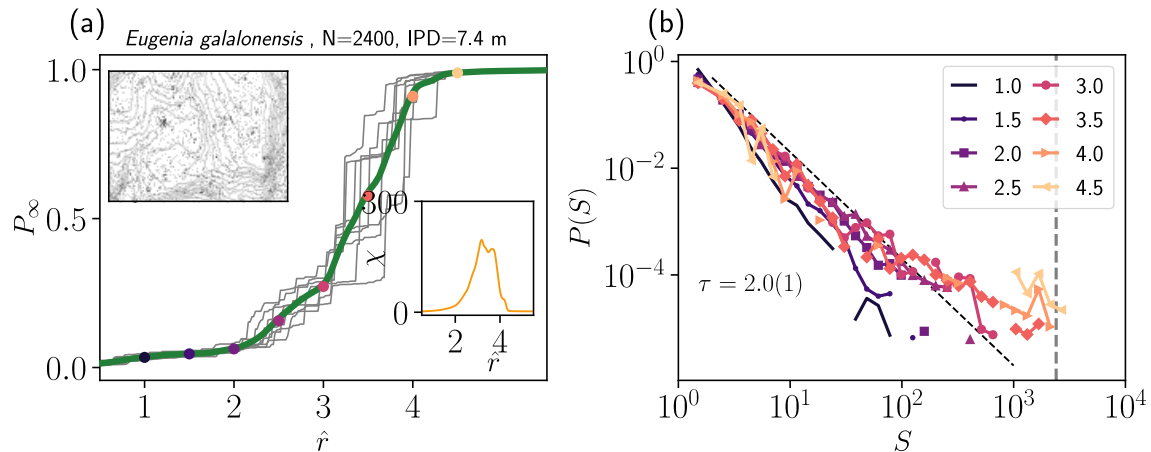 (a)
Eugenia galalonensis , N=2400, IPD=7.4 m
1.0
0.5
0.0
P∞
1 2 3 4
r̂
χ
300
0
2 4
r̂
(b)
10⁰
10⁻²
10⁻⁴
P(S)
τ = 2.0(1)
1.0 3.0
1.5 3.5
2.0 4.0
2.5 4.5
10⁰ 10¹ 10² 10³ 10⁴
S